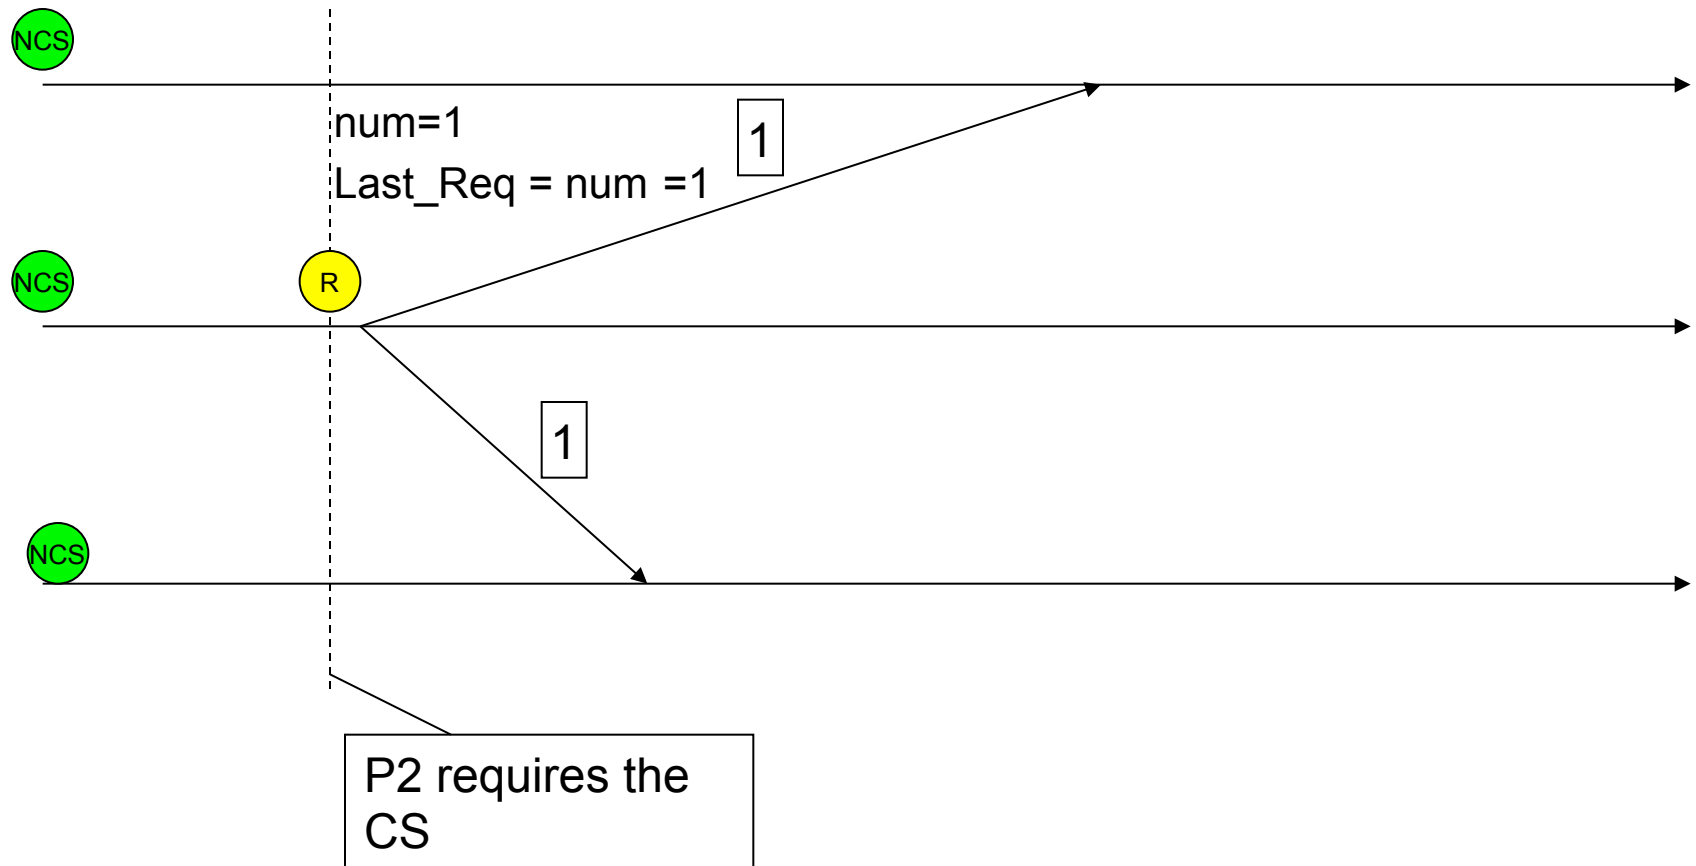 NCS
num=1
1
Last_Req = num =1
NCS
R
1
NCS
P2 requires the
CS